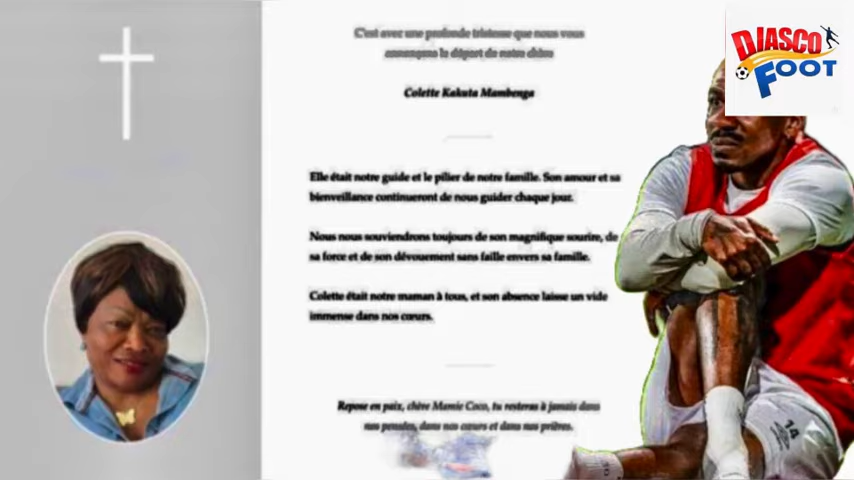 DJASCO
FOOT
C'est avec une profonde tristesse que nous vous
annonçons le départ de notre chère
Colette Kakuta Mambenga
Elle était notre guide et le pilier de notre famille. Son amour et sa
bienveillance continueront de nous guider chaque jour.
Nous nous souviendrons toujours de son magnifique sourire, de
sa force et de son dévouement sans faille envers sa famille.
Colette était notre maman à tous, et son absence laisse un vide
immense dans nos cœurs.
Repose en paix, chère Mamie Coco, tu resteras à jamais dans
nos pensées, dans nos cœurs et dans nos prières.
14